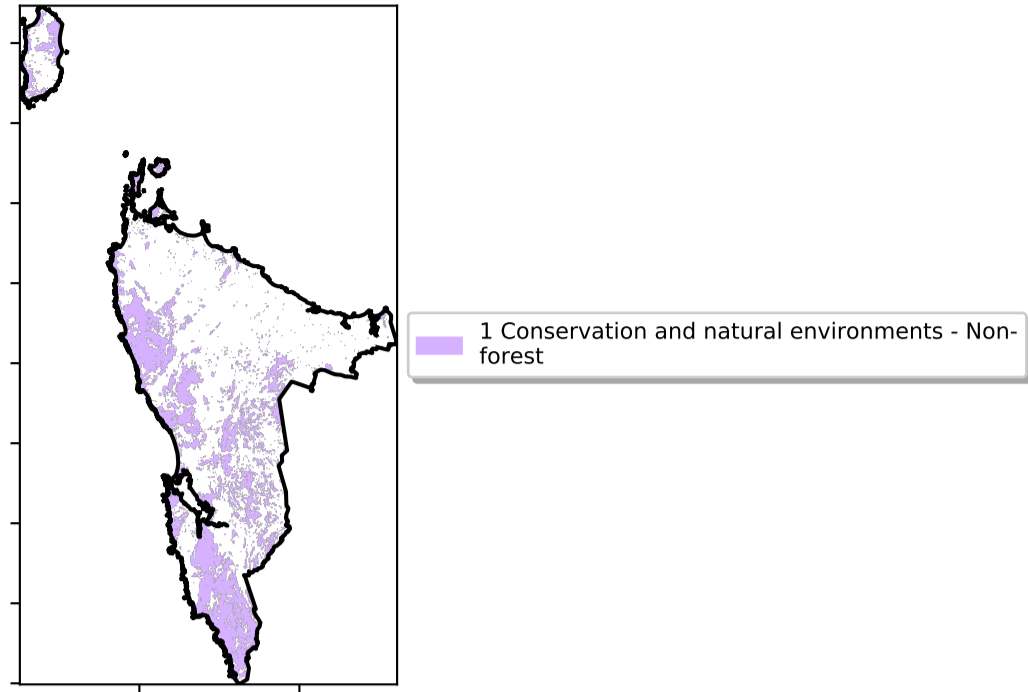 1 Conservation and natural environments - Non-
forest